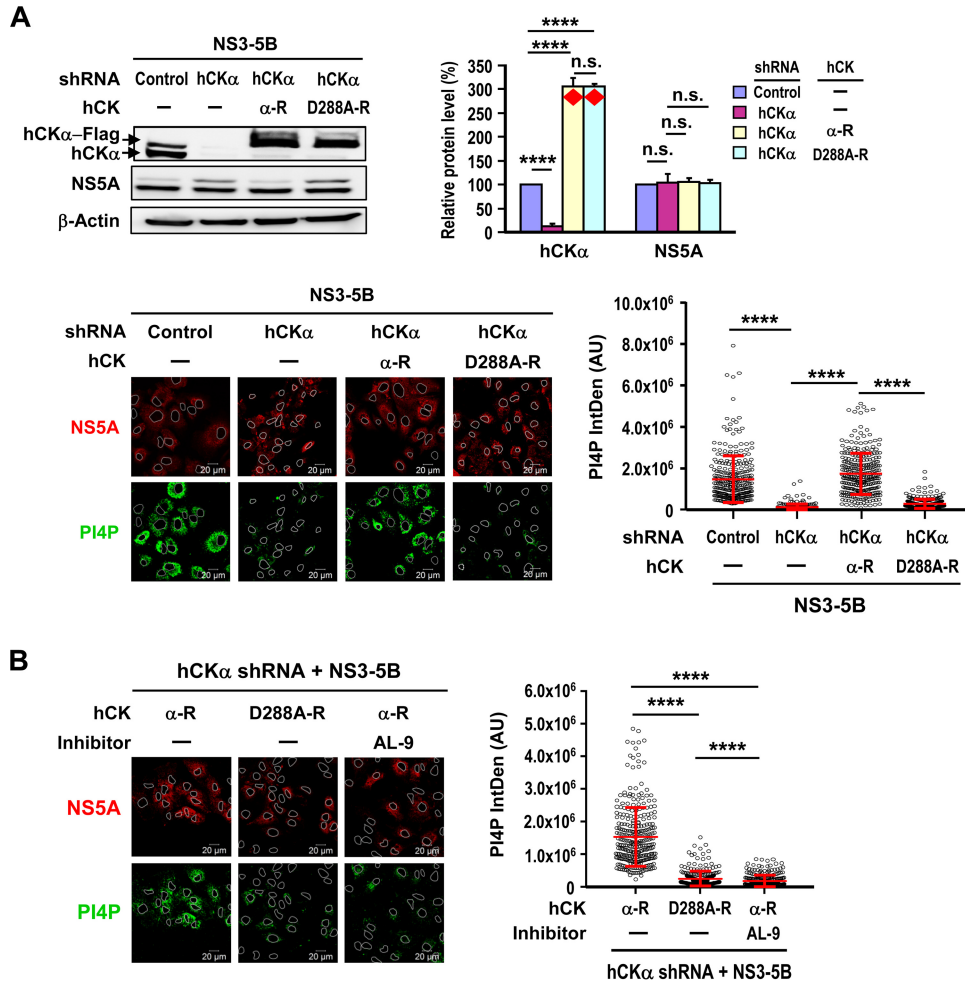 A
NS3-5B
shRNA Control hCKα hCKα hCKα
hCK – – α-R D288A-R
hCKα–Flag
hCKα
NS5A
β-Actin
Relative protein level (%)
350
300
250
200
150
100
50
0
****
****
n.s.
****
n.s.
n.s.
n.s.
hCKα NS5A
shRNA hCK
Control –
hCKα –
hCKα α-R
hCKα D288A-R
NS3-5B
shRNA Control hCKα hCKα hCKα
hCK – – α-R D288A-R
NS5A
20 µm 20 µm 20 µm 20 µm
PI4P
20 µm 20 µm 20 µm 20 µm
PI4P IntDen (AU)
10.0x10⁶
8.0x10⁶
6.0x10⁶
4.0x10⁶
2.0x10⁶
0
**** **** ****
shRNA Control hCKα hCKα hCKα
hCK – – α-R D288A-R
NS3-5B
B
hCKα shRNA + NS3-5B
hCK α-R D288A-R α-R
Inhibitor – – AL-9
NS5A
20 µm 20 µm 20 µm
PI4P
20 µm 20 µm 20 µm
PI4P IntDen (AU)
6.0x10⁶
5.0x10⁶
4.0x10⁶
3.0x10⁶
2.0x10⁶
1.0x10⁶
0
****
****
****
hCK α-R D288A-R α-R
Inhibitor – – AL-9
hCKα shRNA + NS3-5B